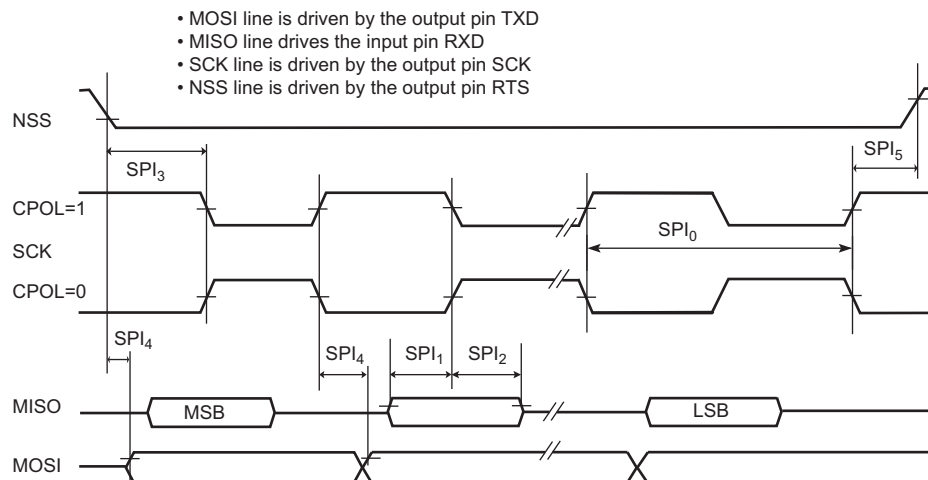 • MOSI line is driven by the output pin TXD
• MISO line drives the input pin RXD
• SCK line is driven by the output pin SCK
• NSS line is driven by the output pin RTS
NSS
SPI3
SPI5
CPOL=1
SCK
SPI0
CPOL=0
SPI4
SPI4
SPI1
SPI2
MISO
MSB
LSB
MOSI